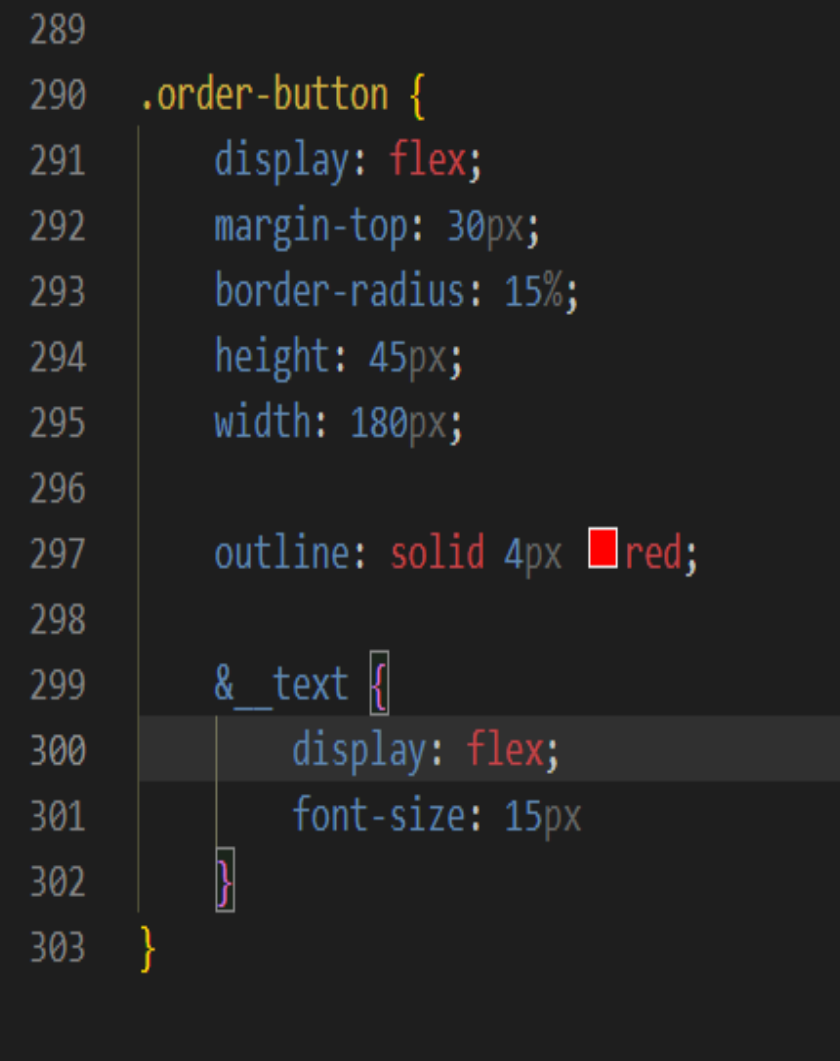 289
290 .order-button {
291 display: flex;
292 margin-top: 30px;
293 border-radius: 15%;
294 height: 45px;
295 width: 180px;
296
297 outline: solid 4px red;
298
299 &__text {
300 display: flex;
301 font-size: 15px
302 }
303 }